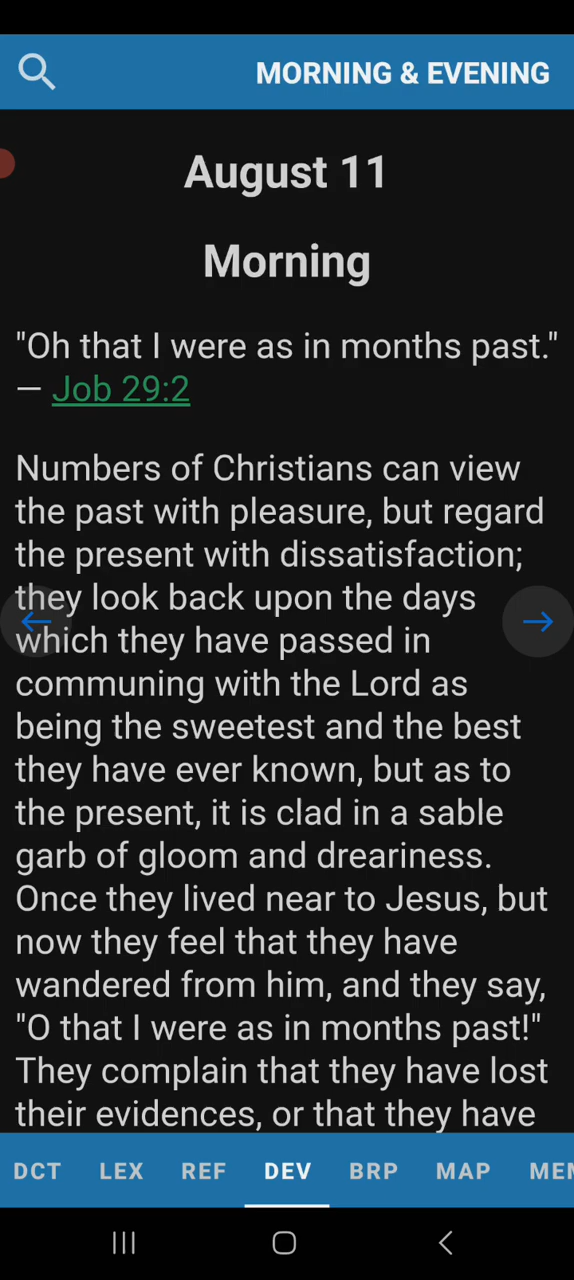 MORNING & EVENING
August 11
Morning
"Oh that I were as in months past."
— Job 29:2
Numbers of Christians can view
the past with pleasure, but regard
the present with dissatisfaction;
they look back upon the days
which they have passed in
communing with the Lord as
being the sweetest and the best
they have ever known, but as to
the present, it is clad in a sable
garb of gloom and dreariness.
Once they lived near to Jesus, but
now they feel that they have
wandered from him, and they say,
"O that I were as in months past!"
They complain that they have lost
their evidences, or that they have
DCT LEX REF DEV BRP MAP